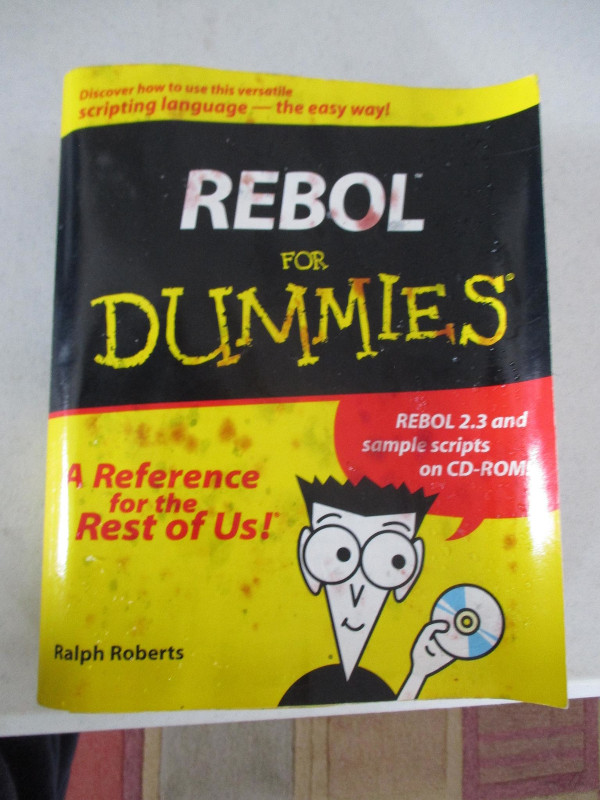 Discover how to use this versatile
scripting language — the easy way!
REBOL™
FOR
DUMMIES®
REBOL 2.3 and
sample scripts
on CD-ROM!
A Reference
for the
Rest of Us!®
Ralph Roberts